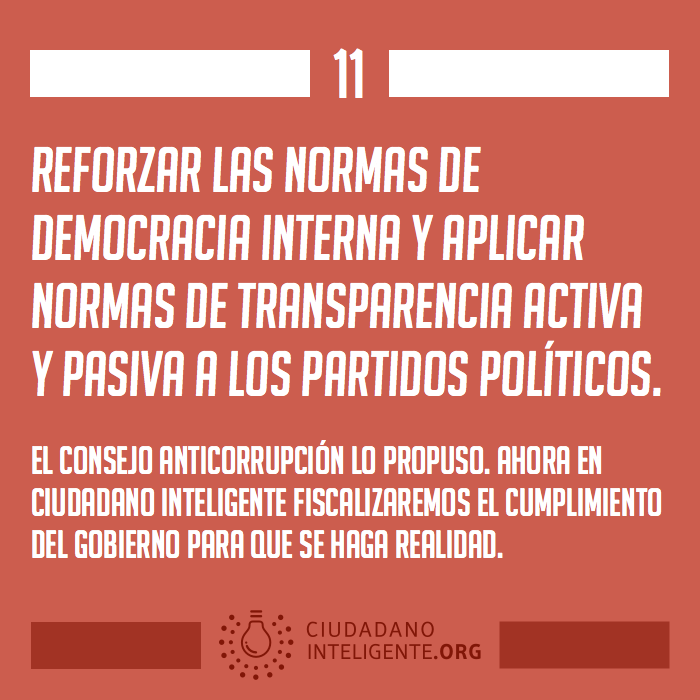 11
REFORZAR LAS NORMAS DE
DEMOCRACIA INTERNA Y APLICAR
NORMAS DE TRANSPARENCIA ACTIVA
Y PASIVA A LOS PARTIDOS POLÍTICOS.
EL CONSEJO ANTICORRUPCIÓN LO PROPUSO. AHORA EN
CIUDADANO INTELIGENTE FISCALIZAREMOS EL CUMPLIMIENTO
DEL GOBIERNO PARA QUE SE HAGA REALIDAD.
CIUDADANO
INTELIGENTE.ORG